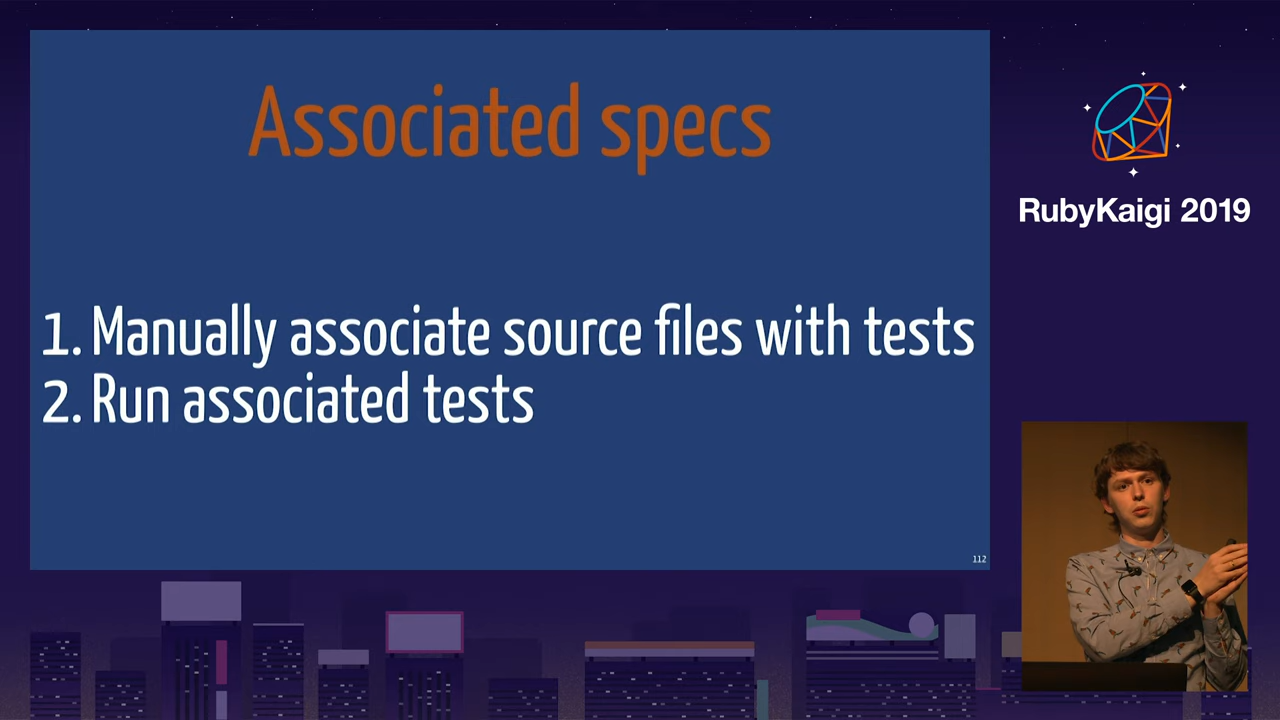 Associated specs
1. Manually associate source files with tests
2. Run associated tests
112
RubyKaigi 2019